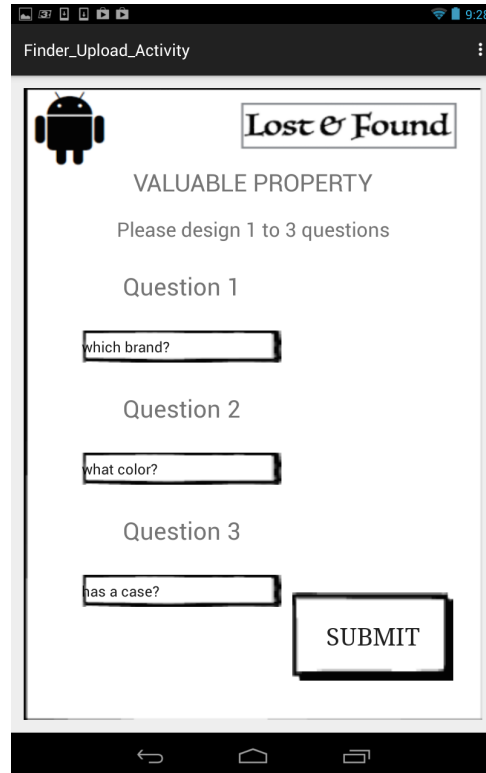 9:28
Finder_Upload_Activity
Lost & Found
VALUABLE PROPERTY
Please design 1 to 3 questions
Question 1
which brand?
Question 2
what color?
Question 3
has a case?
SUBMIT